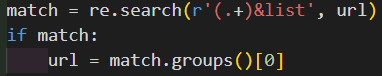 match = re.search(r'(.+)&list', url)
if match:
    url = match.groups()[0]